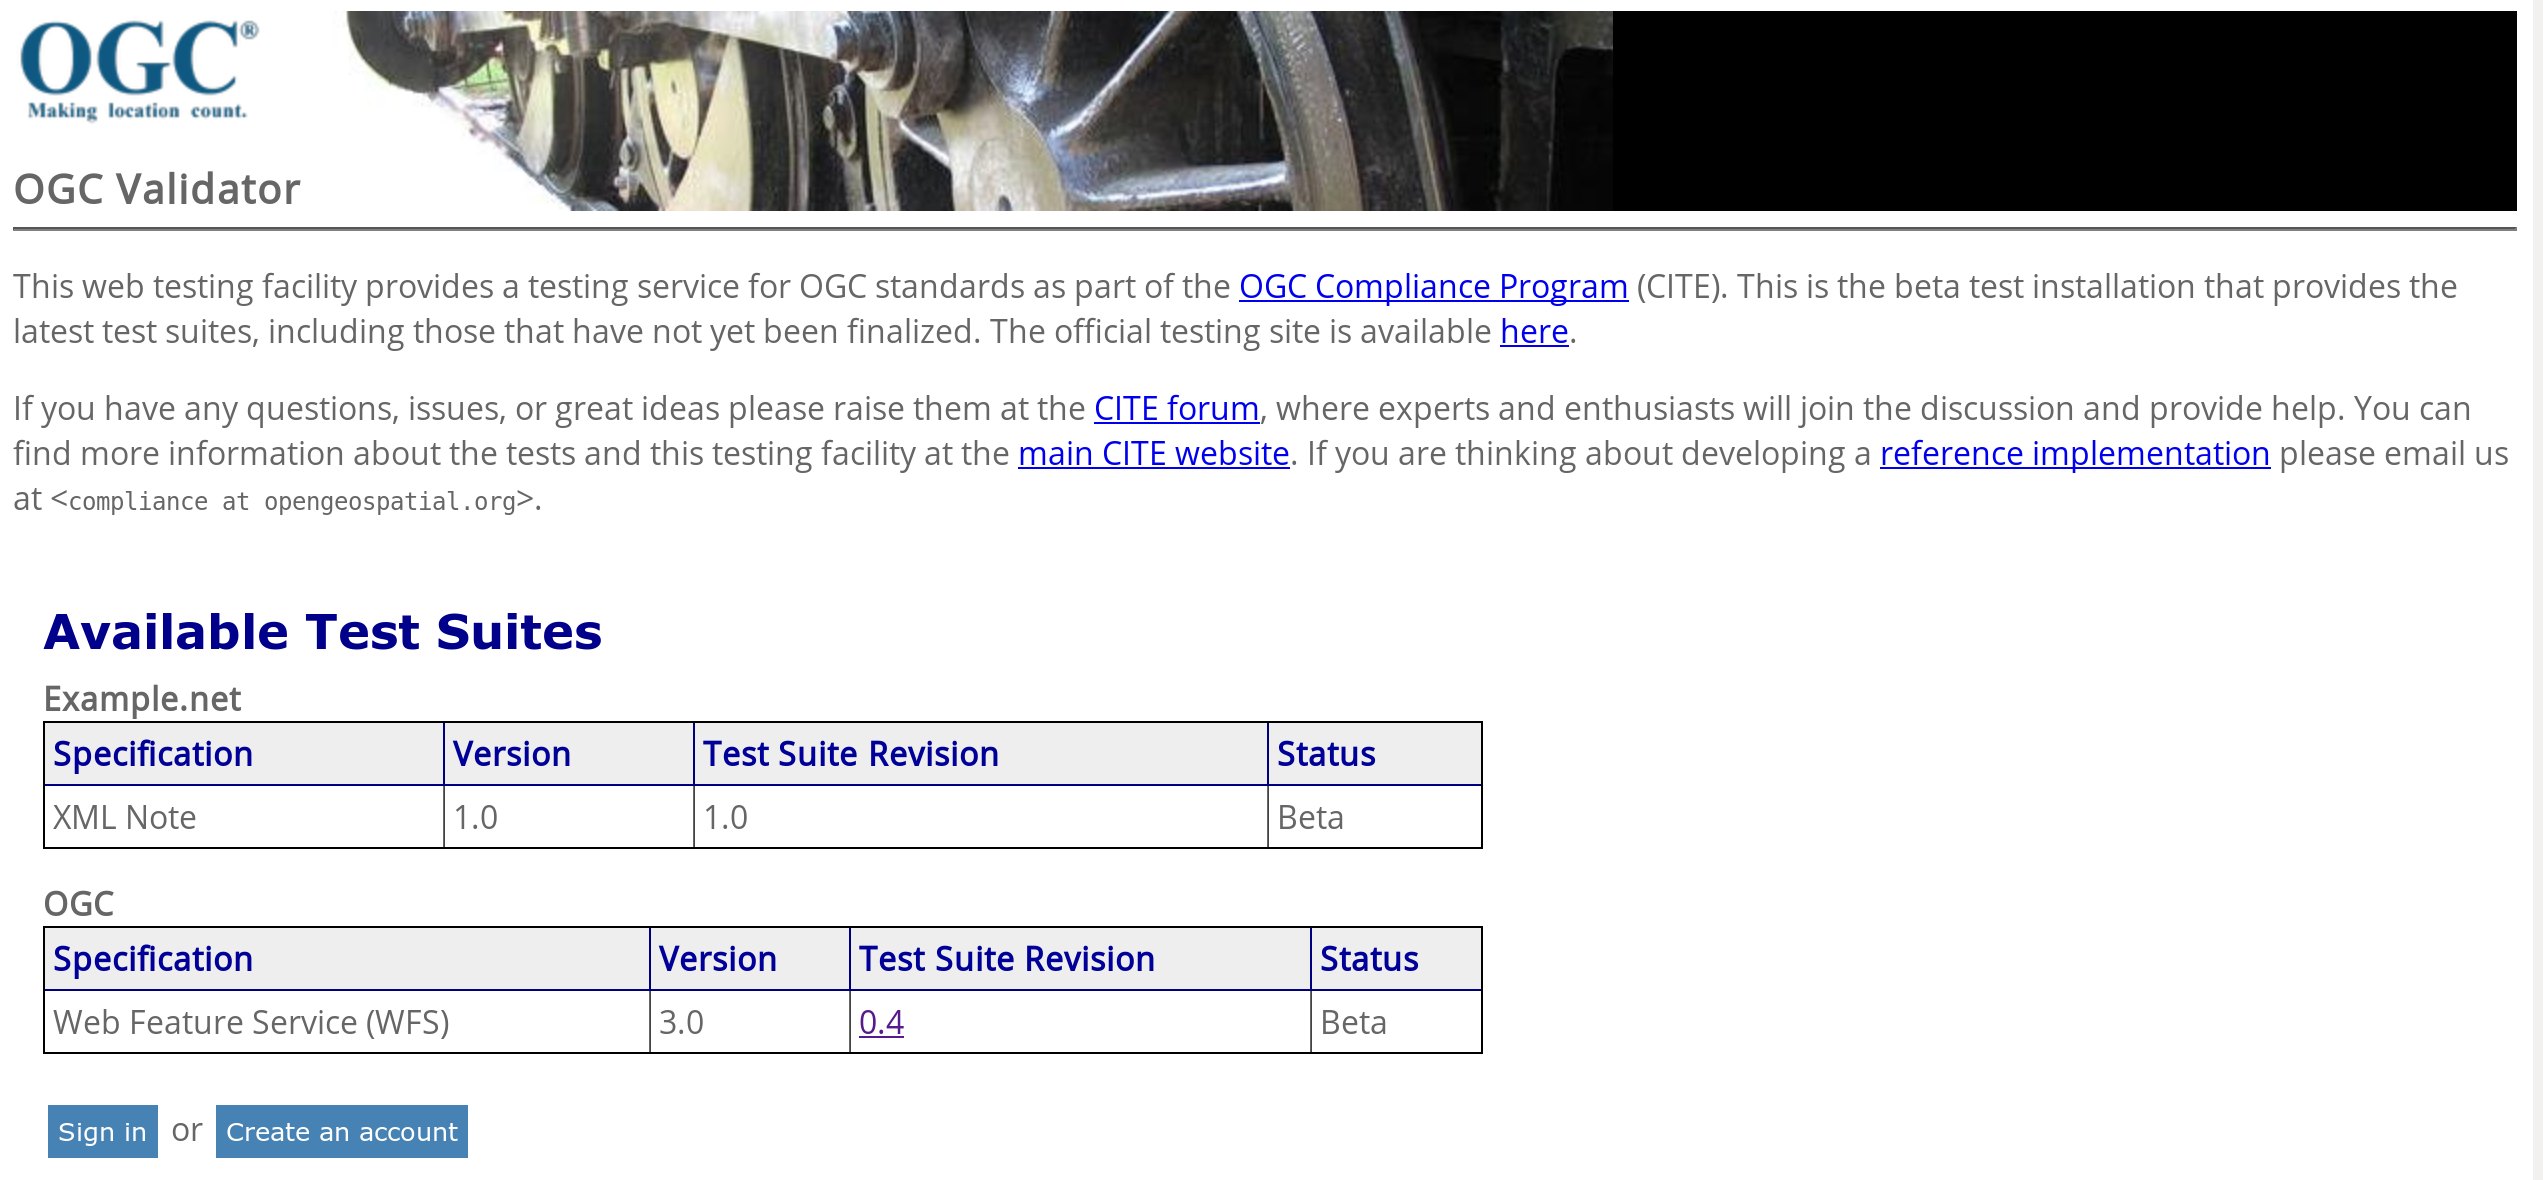 OGC®
Making location count.
OGC Validator
This web testing facility provides a testing service for OGC standards as part of the OGC Compliance Program (CITE). This is the beta test installation that provides the
latest test suites, including those that have not yet been finalized. The official testing site is available here.
If you have any questions, issues, or great ideas please raise them at the CITE forum, where experts and enthusiasts will join the discussion and provide help. You can
find more information about the tests and this testing facility at the main CITE website. If you are thinking about developing a reference implementation please email us
at <compliance at opengeospatial.org>.
Available Test Suites
Example.net
Specification Version Test Suite Revision Status
XML Note 1.0 1.0 Beta
OGC
Specification Version Test Suite Revision Status
Web Feature Service (WFS) 3.0 0.4 Beta
Sign in or Create an account